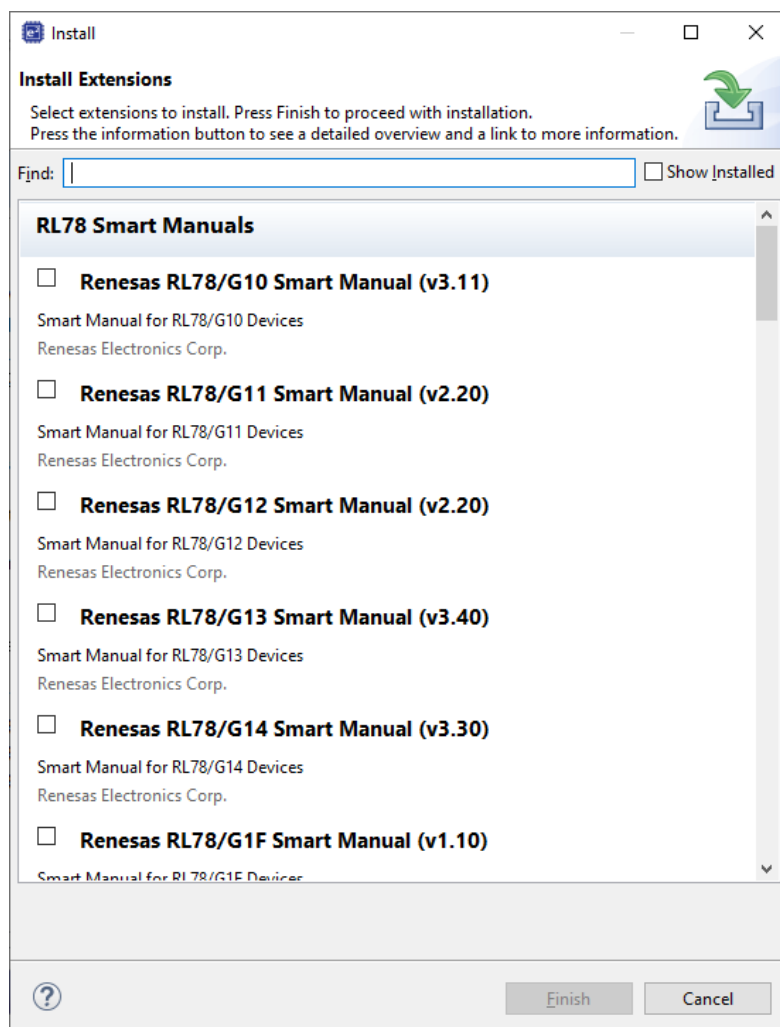 Install
Install Extensions
Select extensions to install. Press Finish to proceed with installation.
Press the information button to see a detailed overview and a link to more information.
Find:
Show Installed
RL78 Smart Manuals
Renesas RL78/G10 Smart Manual (v3.11)
Smart Manual for RL78/G10 Devices
Renesas Electronics Corp.
Renesas RL78/G11 Smart Manual (v2.20)
Smart Manual for RL78/G11 Devices
Renesas Electronics Corp.
Renesas RL78/G12 Smart Manual (v2.20)
Smart Manual for RL78/G12 Devices
Renesas Electronics Corp.
Renesas RL78/G13 Smart Manual (v3.40)
Smart Manual for RL78/G13 Devices
Renesas Electronics Corp.
Renesas RL78/G14 Smart Manual (v3.30)
Smart Manual for RL78/G14 Devices
Renesas Electronics Corp.
Renesas RL78/G1F Smart Manual (v1.10)
Smart Manual for RL78/G1F Devices
Finish
Cancel